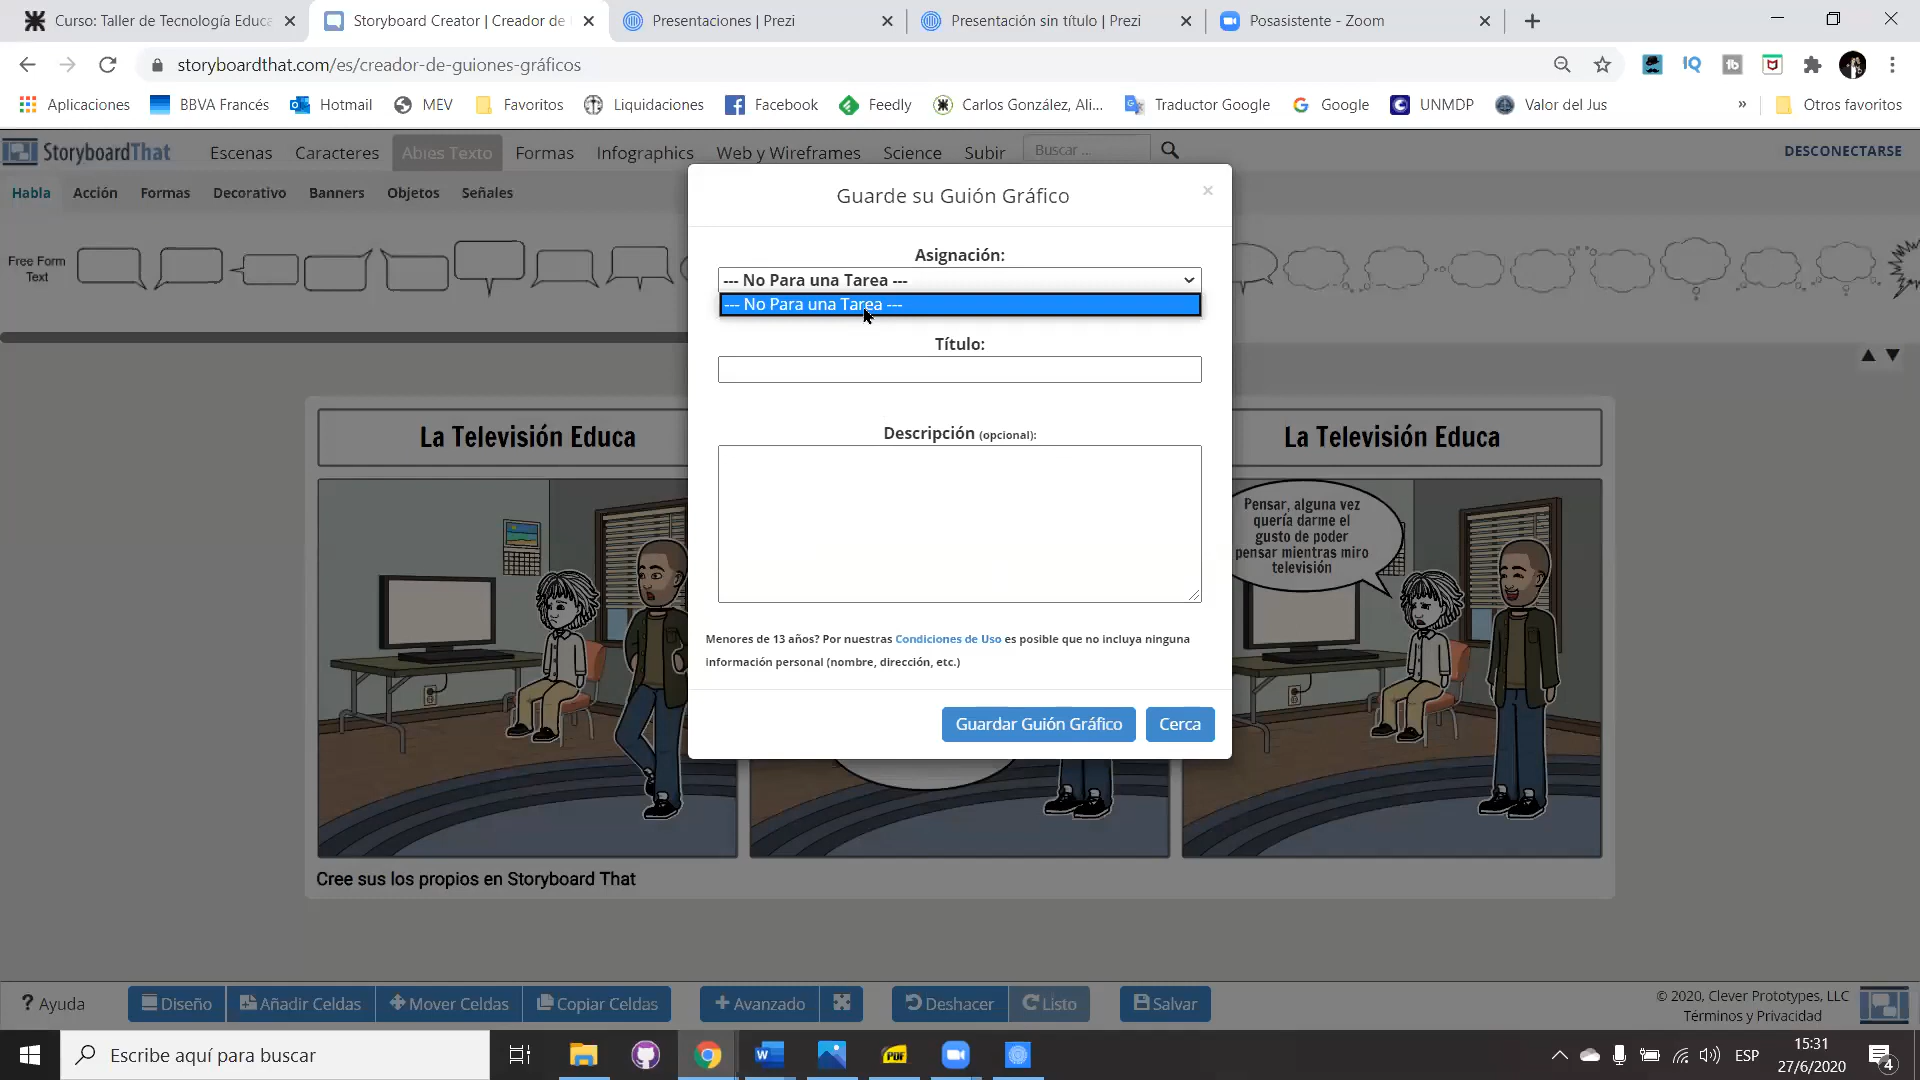 Curso: Taller de Tecnología Educa
Storyboard Creator | Creador de
Presentaciones | Prezi
Presentación sin título | Prezi
Posasistente - Zoom
storyboardthat.com/es/creador-de-guiones-gráficos
Aplicaciones
BBVA Francés
Hotmail
MEV
Favoritos
Liquidaciones
Facebook
Feedly
Carlos González, Ali...
Traductor Google
Google
UNMDP
Valor del Jus
»
Otros favoritos
StoryboardThat
Escenas
Caracteres
Abies Texto
Formas
Infographics
Web y Wireframes
Science
Subir
Buscar ...
DESCONECTARSE
Habla
Acción
Formas
Decorativo
Banners
Objetos
Señales
Free Form
Text
Guarde su Guión Gráfico
×
Asignación:
--- No Para una Tarea ---
--- No Para una Tarea ---
Título:
Descripción (opcional):
Menores de 13 años? Por nuestras Condiciones de Uso es posible que no incluya ninguna
Información personal (nombre, dirección, etc.)
Guardar Guión Gráfico
Cerca
La Televisión Educa
La Televisión Educa
Pensar, alguna vez
quería darme el
gusto de poder
pensar mientras miro
televisión
Cree sus los propios en Storyboard That
? Ayuda
Diseño
Añadir Celdas
Mover Celdas
Copiar Celdas
Avanzado
Deshacer
Listo
Salvar
© 2020, Clever Prototypes, LLC
Términos y Privacidad
Escribe aquí para buscar
ESP
15:31
27/6/2020
4